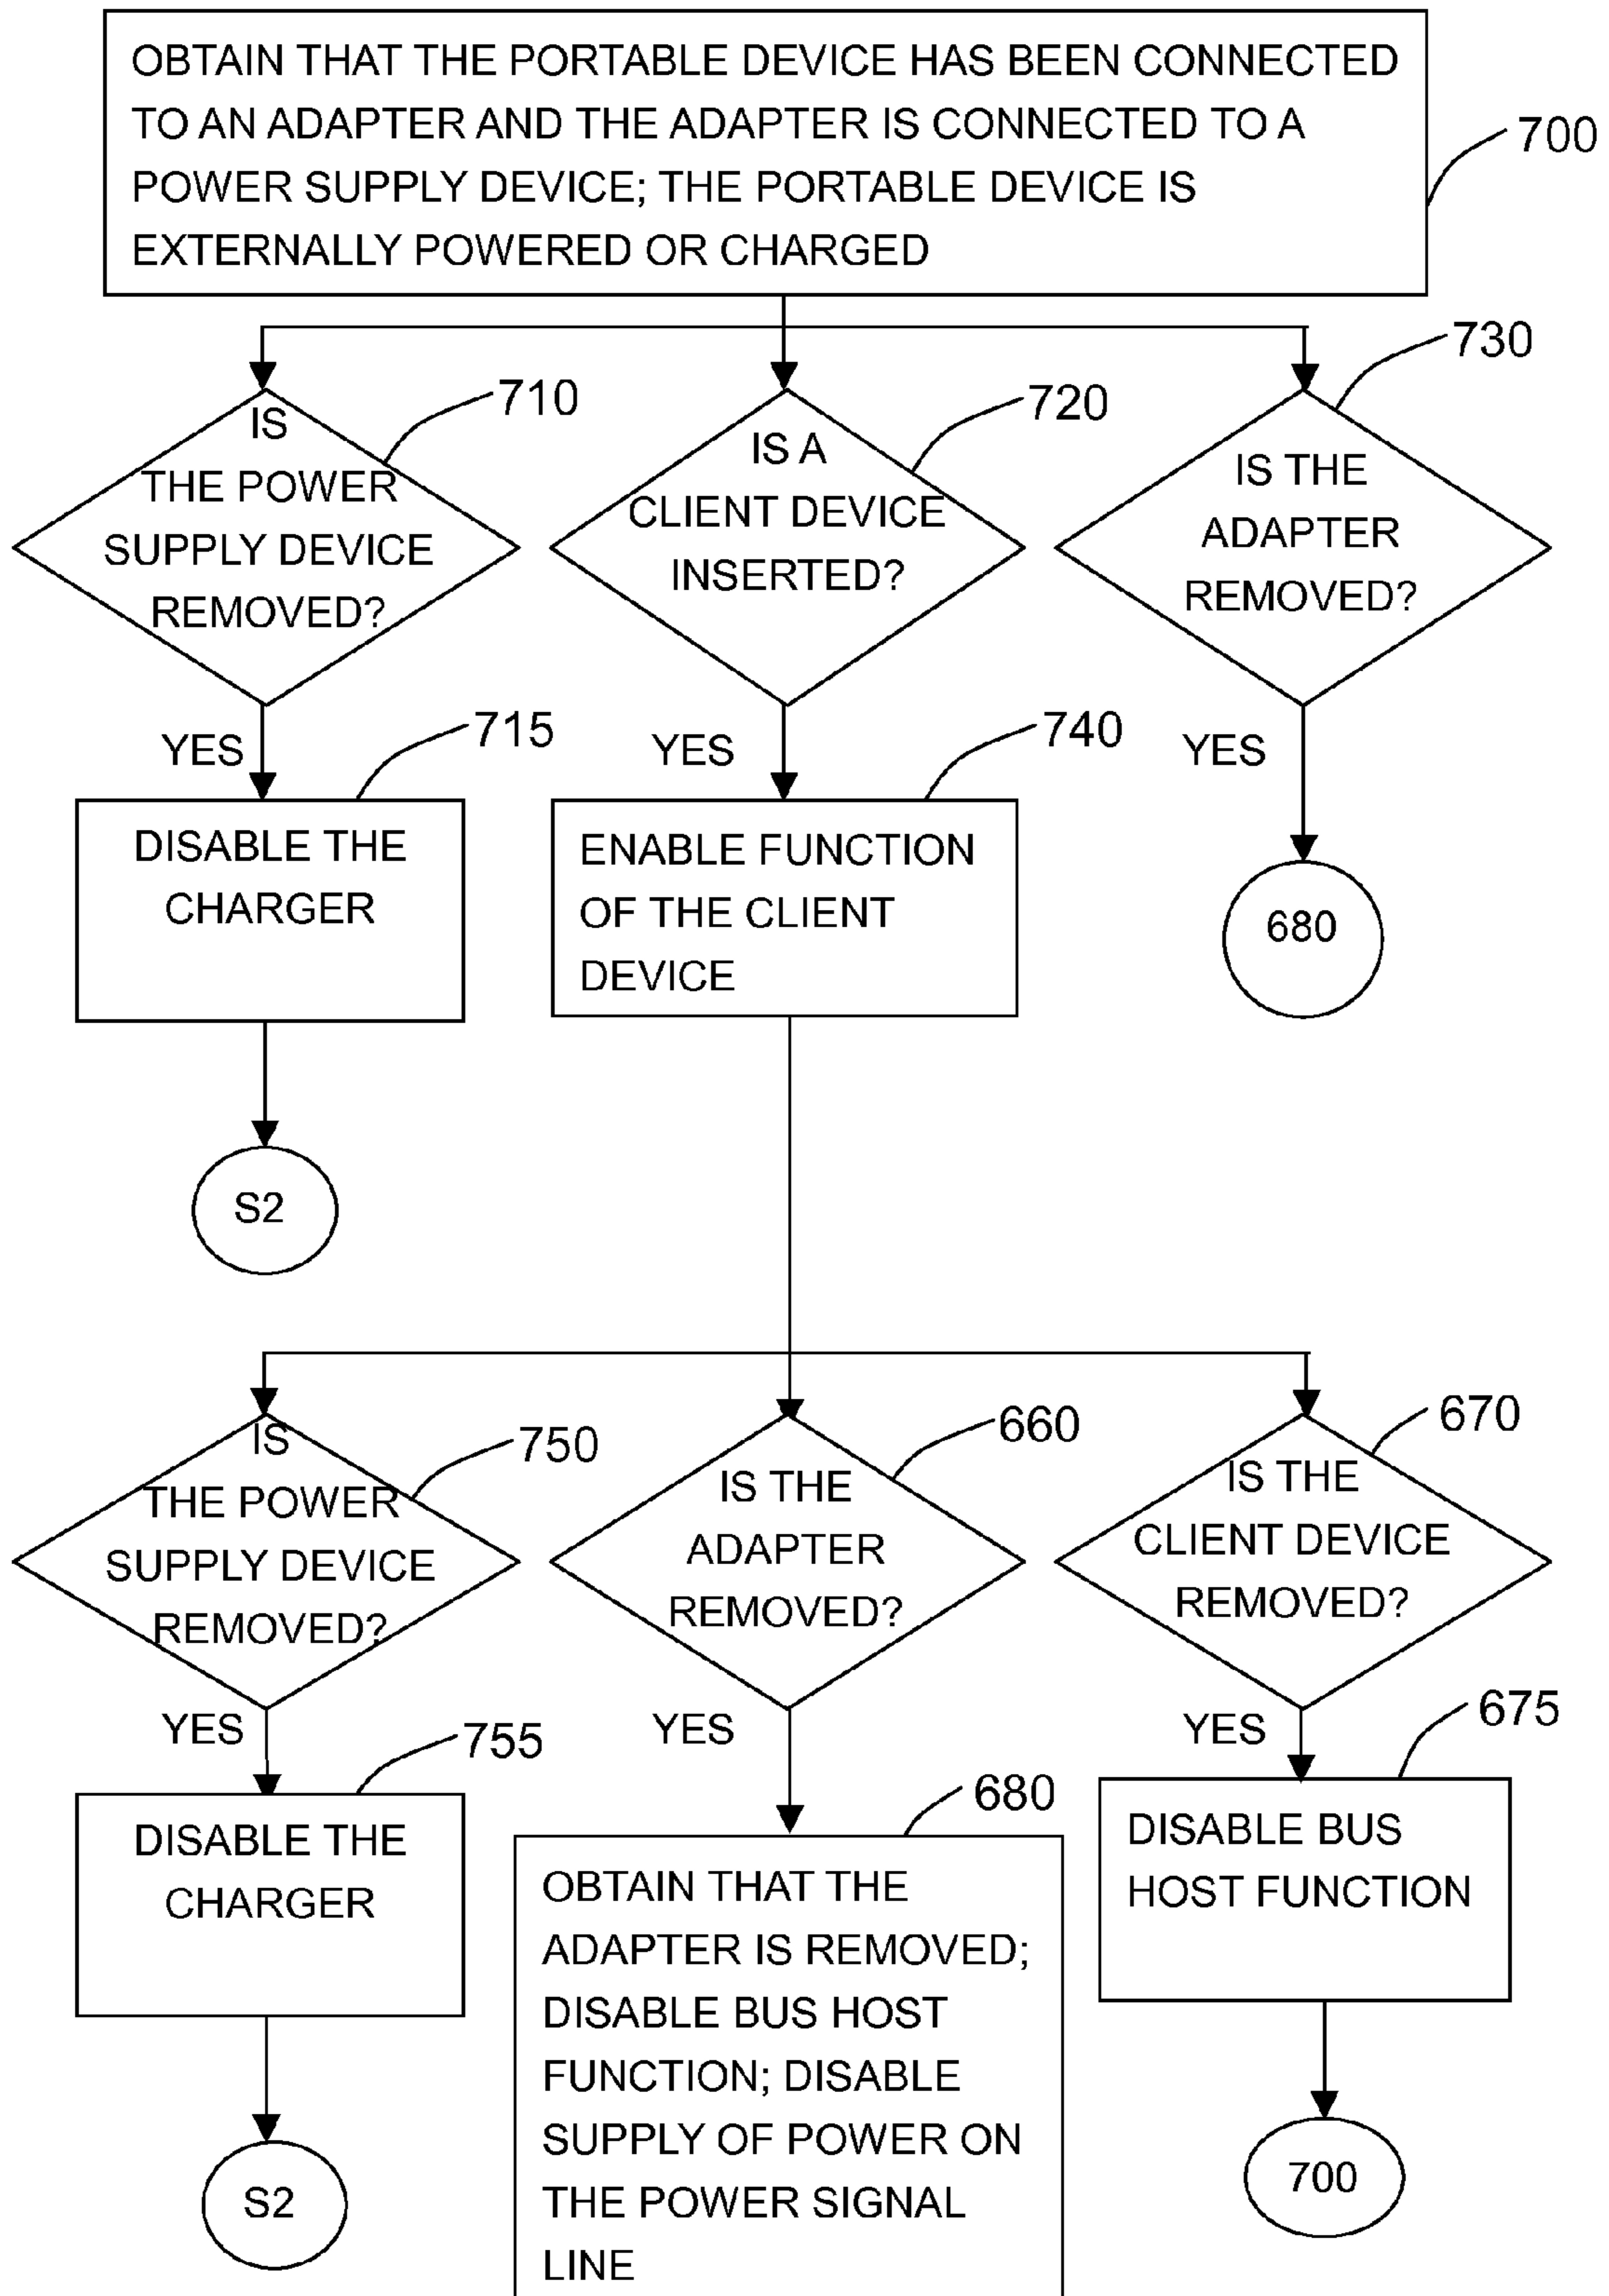 OBTAIN THAT THE PORTABLE DEVICE HAS BEEN CONNECTED
TO AN ADAPTER AND THE ADAPTER IS CONNECTED TO A
POWER SUPPLY DEVICE; THE PORTABLE DEVICE IS
EXTERNALLY POWERED OR CHARGED
700
IS
THE POWER
SUPPLY DEVICE
REMOVED?
710
IS A
CLIENT DEVICE
INSERTED?
720
IS THE
ADAPTER
REMOVED?
730
YES
715
YES
740
YES
DISABLE THE
CHARGER
ENABLE FUNCTION
OF THE CLIENT
DEVICE
680
S2
IS
THE POWER
SUPPLY DEVICE
REMOVED?
750
IS THE
ADAPTER
REMOVED?
660
IS THE
CLIENT DEVICE
REMOVED?
670
YES
755
YES
680
YES
675
DISABLE THE
CHARGER
OBTAIN THAT THE
ADAPTER IS REMOVED;
DISABLE BUS HOST
FUNCTION; DISABLE
SUPPLY OF POWER ON
THE POWER SIGNAL
LINE
DISABLE BUS
HOST FUNCTION
S2
700